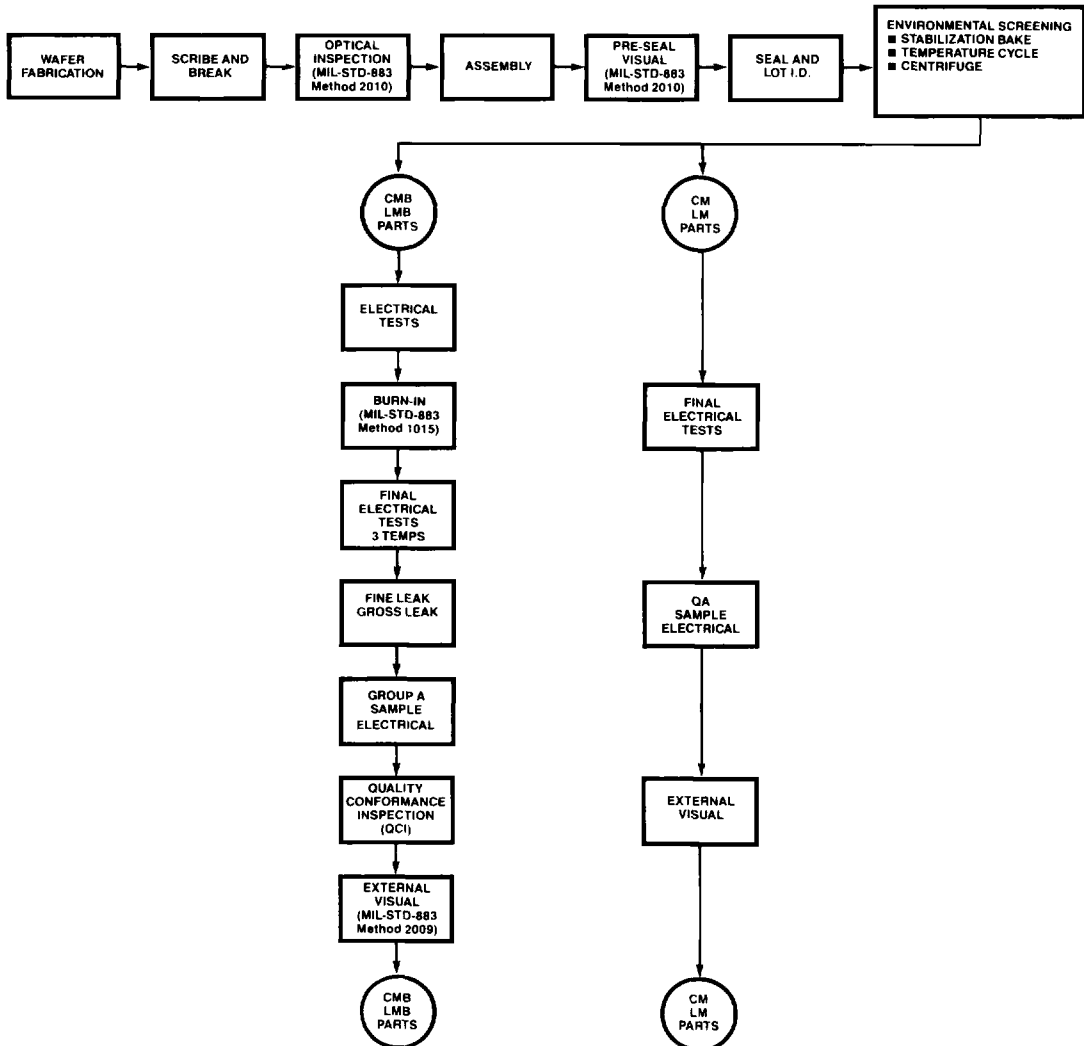 WAFER
FABRICATION
SCRIBE AND
BREAK
OPTICAL
INSPECTION
(MIL-STD-883
Method 2010)
ASSEMBLY
PRE-SEAL
VISUAL
(MIL-STD-883
Method 2010)
SEAL AND
LOT I.D.
ENVIRONMENTAL SCREENING
■ STABILIZATION BAKE
■ TEMPERATURE CYCLE
■ CENTRIFUGE
CMB
LMB
PARTS
ELECTRICAL
TESTS
BURN-IN
(MIL-STD-883
Method 1015)
FINAL
ELECTRICAL
TESTS
3 TEMPS
FINE LEAK
GROSS LEAK
GROUP A
SAMPLE
ELECTRICAL
QUALITY
CONFORMANCE
INSPECTION
(QCI)
EXTERNAL
VISUAL
(MIL-STD-883
Method 2009)
CMB
LMB
PARTS
CM
LM
PARTS
FINAL
ELECTRICAL
TESTS
QA
SAMPLE
ELECTRICAL
EXTERNAL
VISUAL
CM
LM
PARTS